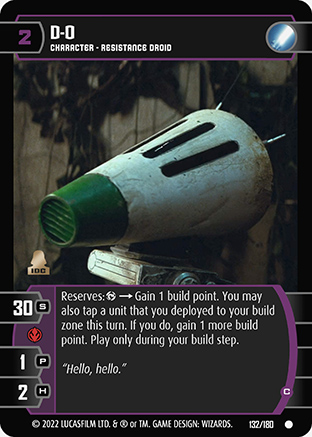 2
D-O
CHARACTER - RESISTANCE DROID
IDC
30 S
Reserves: → Gain 1 build point. You may
also tap a unit that you deployed to your build
zone this turn. If you do, gain 1 more build
point. Play only during your build step.
1 P
2 H
“Hello, hello.”
C
© 2022 LUCASFILM LTD. & ® or TM. GAME DESIGN: WIZARDS.
132/180